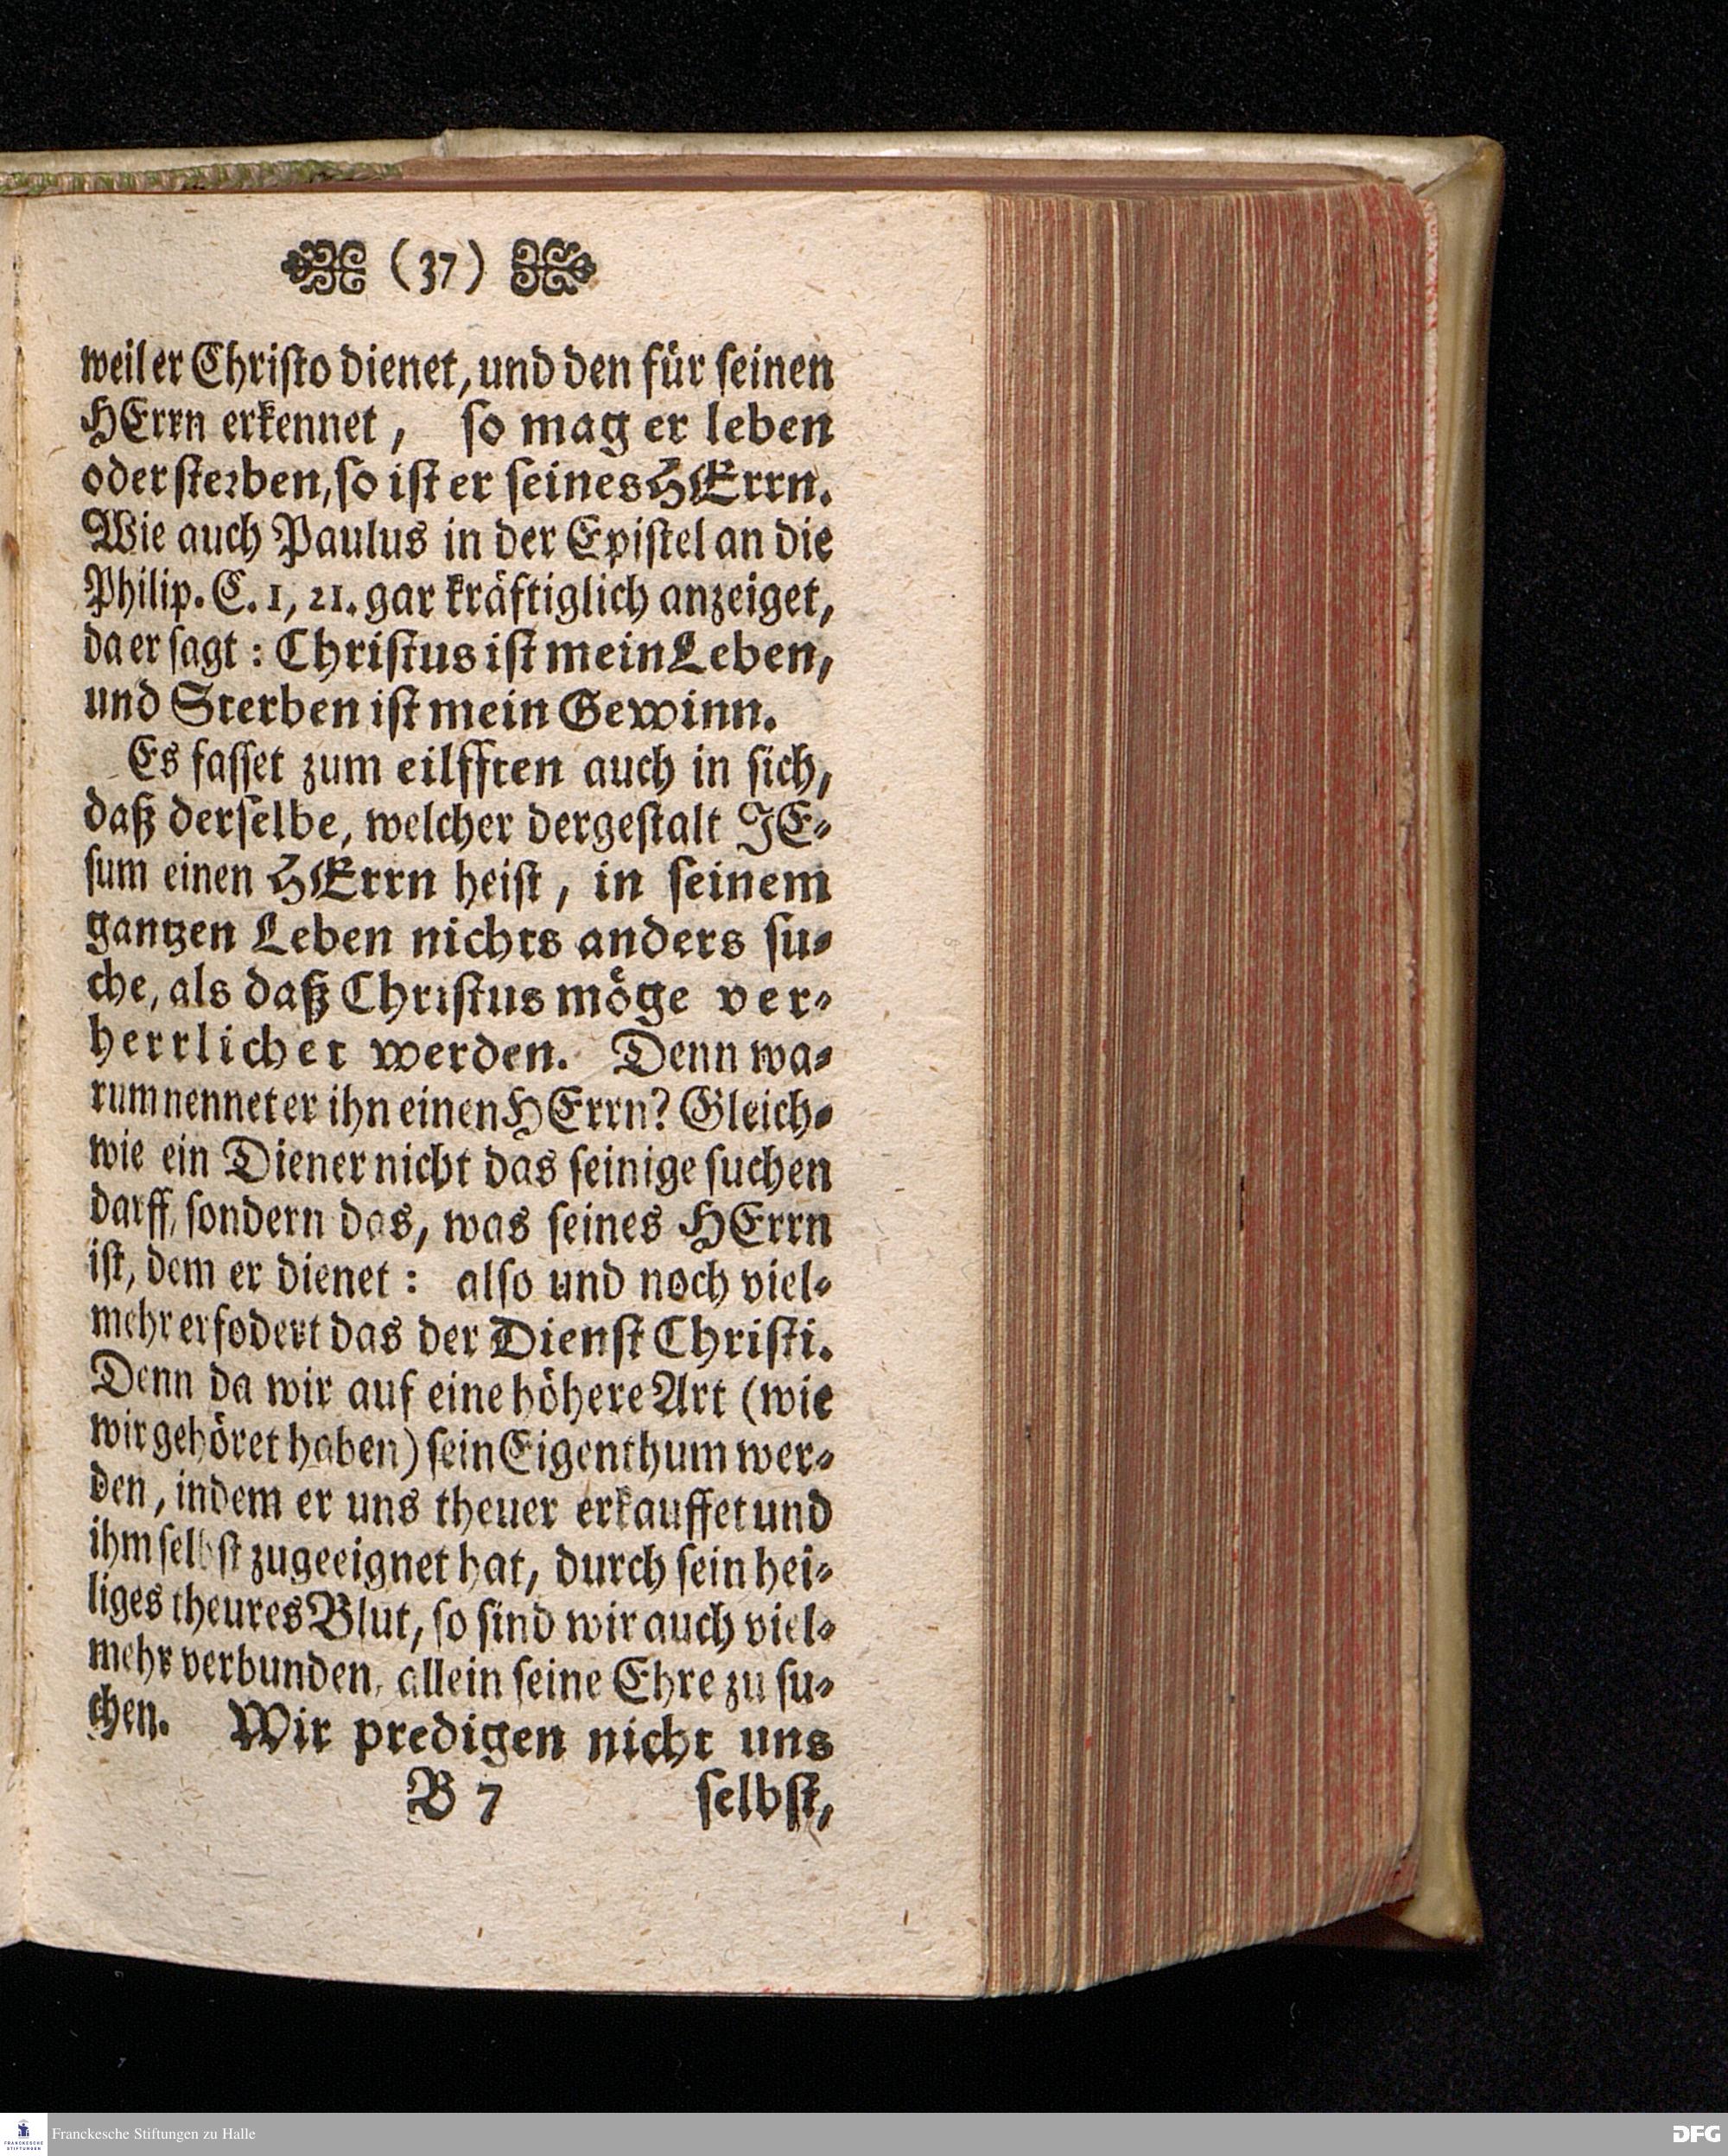 (37)
weil er Christo dienet, und den für seinen
HErrn erkennet, so mag er leben
oder sterben, so ist er seines HErrn.
Wie auch Paulus in der Epistel an die
Philip. C. 1, 21. gar kräftiglich anzeiget,
da er sagt: Christus ist mein Leben,
und Sterben ist mein Gewinn.
Es fasset zum eilfften auch in sich,
daß derselbe, welcher dergestalt JE-
sum einen HErrn heist, in seinem
gantzen Leben nichts anders su-
che, als daß Christus möge ver-
herrlichet werden. Denn wa-
rum nennet er ihn einen HErrn? Gleich-
wie ein Diener nicht das seinige suchen
darff, sondern das, was seines HErrn
ist, dem er dienet: also und noch viel-
mehr erfodert das der Dienst Christi.
Denn da wir auf eine höhere Art (wie
wir gehöret haben) sein Eigenthum wer-
den, indem er uns theuer erkauffet und
ihm selbst zugeeignet hat, durch sein hei-
liges theures Blut, so sind wir auch viel-
mehr verbunden, allein seine Ehre zu su-
chen. Wir predigen nicht uns
B 7 selbst,
FRANCKESCHE
STIFTUNGEN
Franckesche Stiftungen zu Halle
DFG